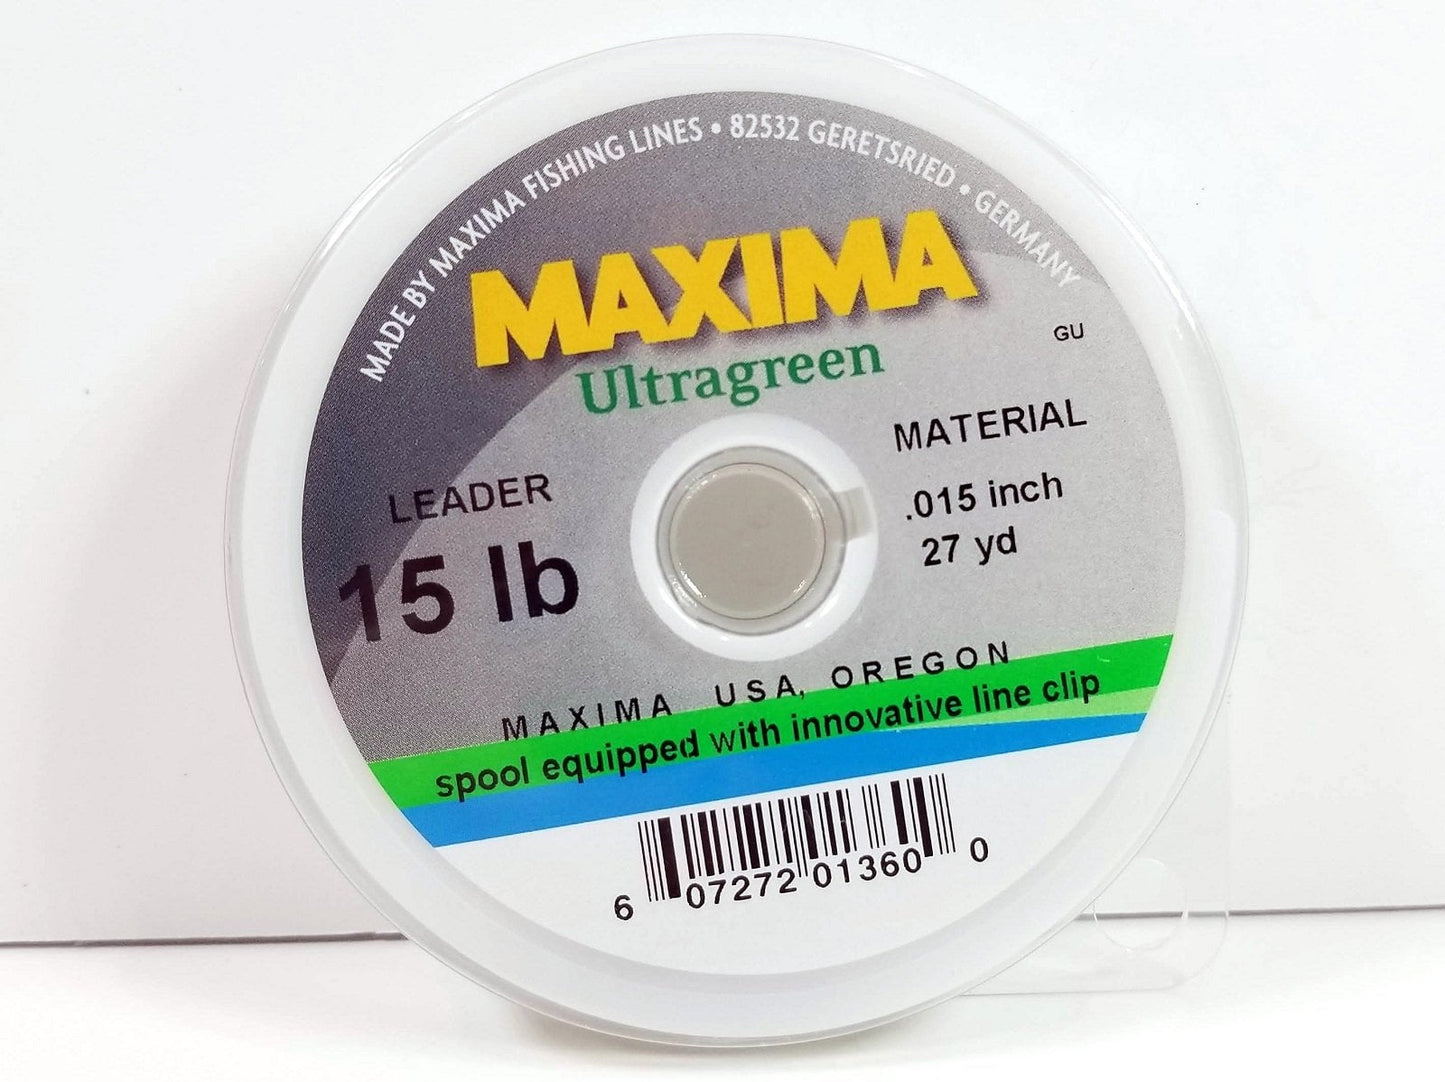 MADE BY MAXIMA FISHING LINES • 82532 GERETSRIED • GERMANY
MAXIMA
Ultragreen
GU
LEADER
15 lb
MATERIAL
.015 inch
27 yd
MAXIMA USA, OREGON
spool equipped with innovative line clip
6 07272 01360 0